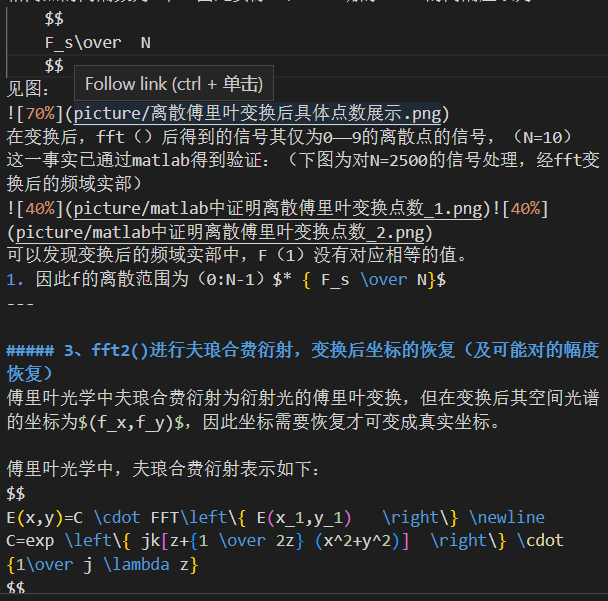 $$
F_s\over  N
$$
见图：
Follow link (ctrl + 单击)
![70%](picture/离散傅里叶变换后具体点数展示.png)
在变换后，fft（）后得到的信号其仅为0——9的离散点的信号，（N=10）
这一事实已通过matlab得到验证：（下图为对N=2500的信号处理，经fft变
换后的频域实部）
![40%](picture/matlab中证明离散傅里叶变换点数_1.png)![40%]
(picture/matlab中证明离散傅里叶变换点数_2.png)
可以发现变换后的频域实部中，F（1）没有对应相等的值。
1. 因此f的离散范围为（0:N-1）$* { F_s \over N}$
---
##### 3、fft2()进行夫琅合费衍射，变换后坐标的恢复（及可能对的幅度
恢复）
傅里叶光学中夫琅合费衍射为衍射光的傅里叶变换，但在变换后其空间光谱
的坐标为$(f_x,f_y)$，因此坐标需要恢复才可变成真实坐标。
傅里叶光学中，夫琅合费衍射表示如下：
$$
E(x,y)=C \cdot FFT\left\{ E(x_1,y_1)   \right\} \newline
C=exp \left\{ jk[z+{1 \over 2z} (x^2+y^2)]  \right\} \cdot
{1\over j \lambda z}
$$